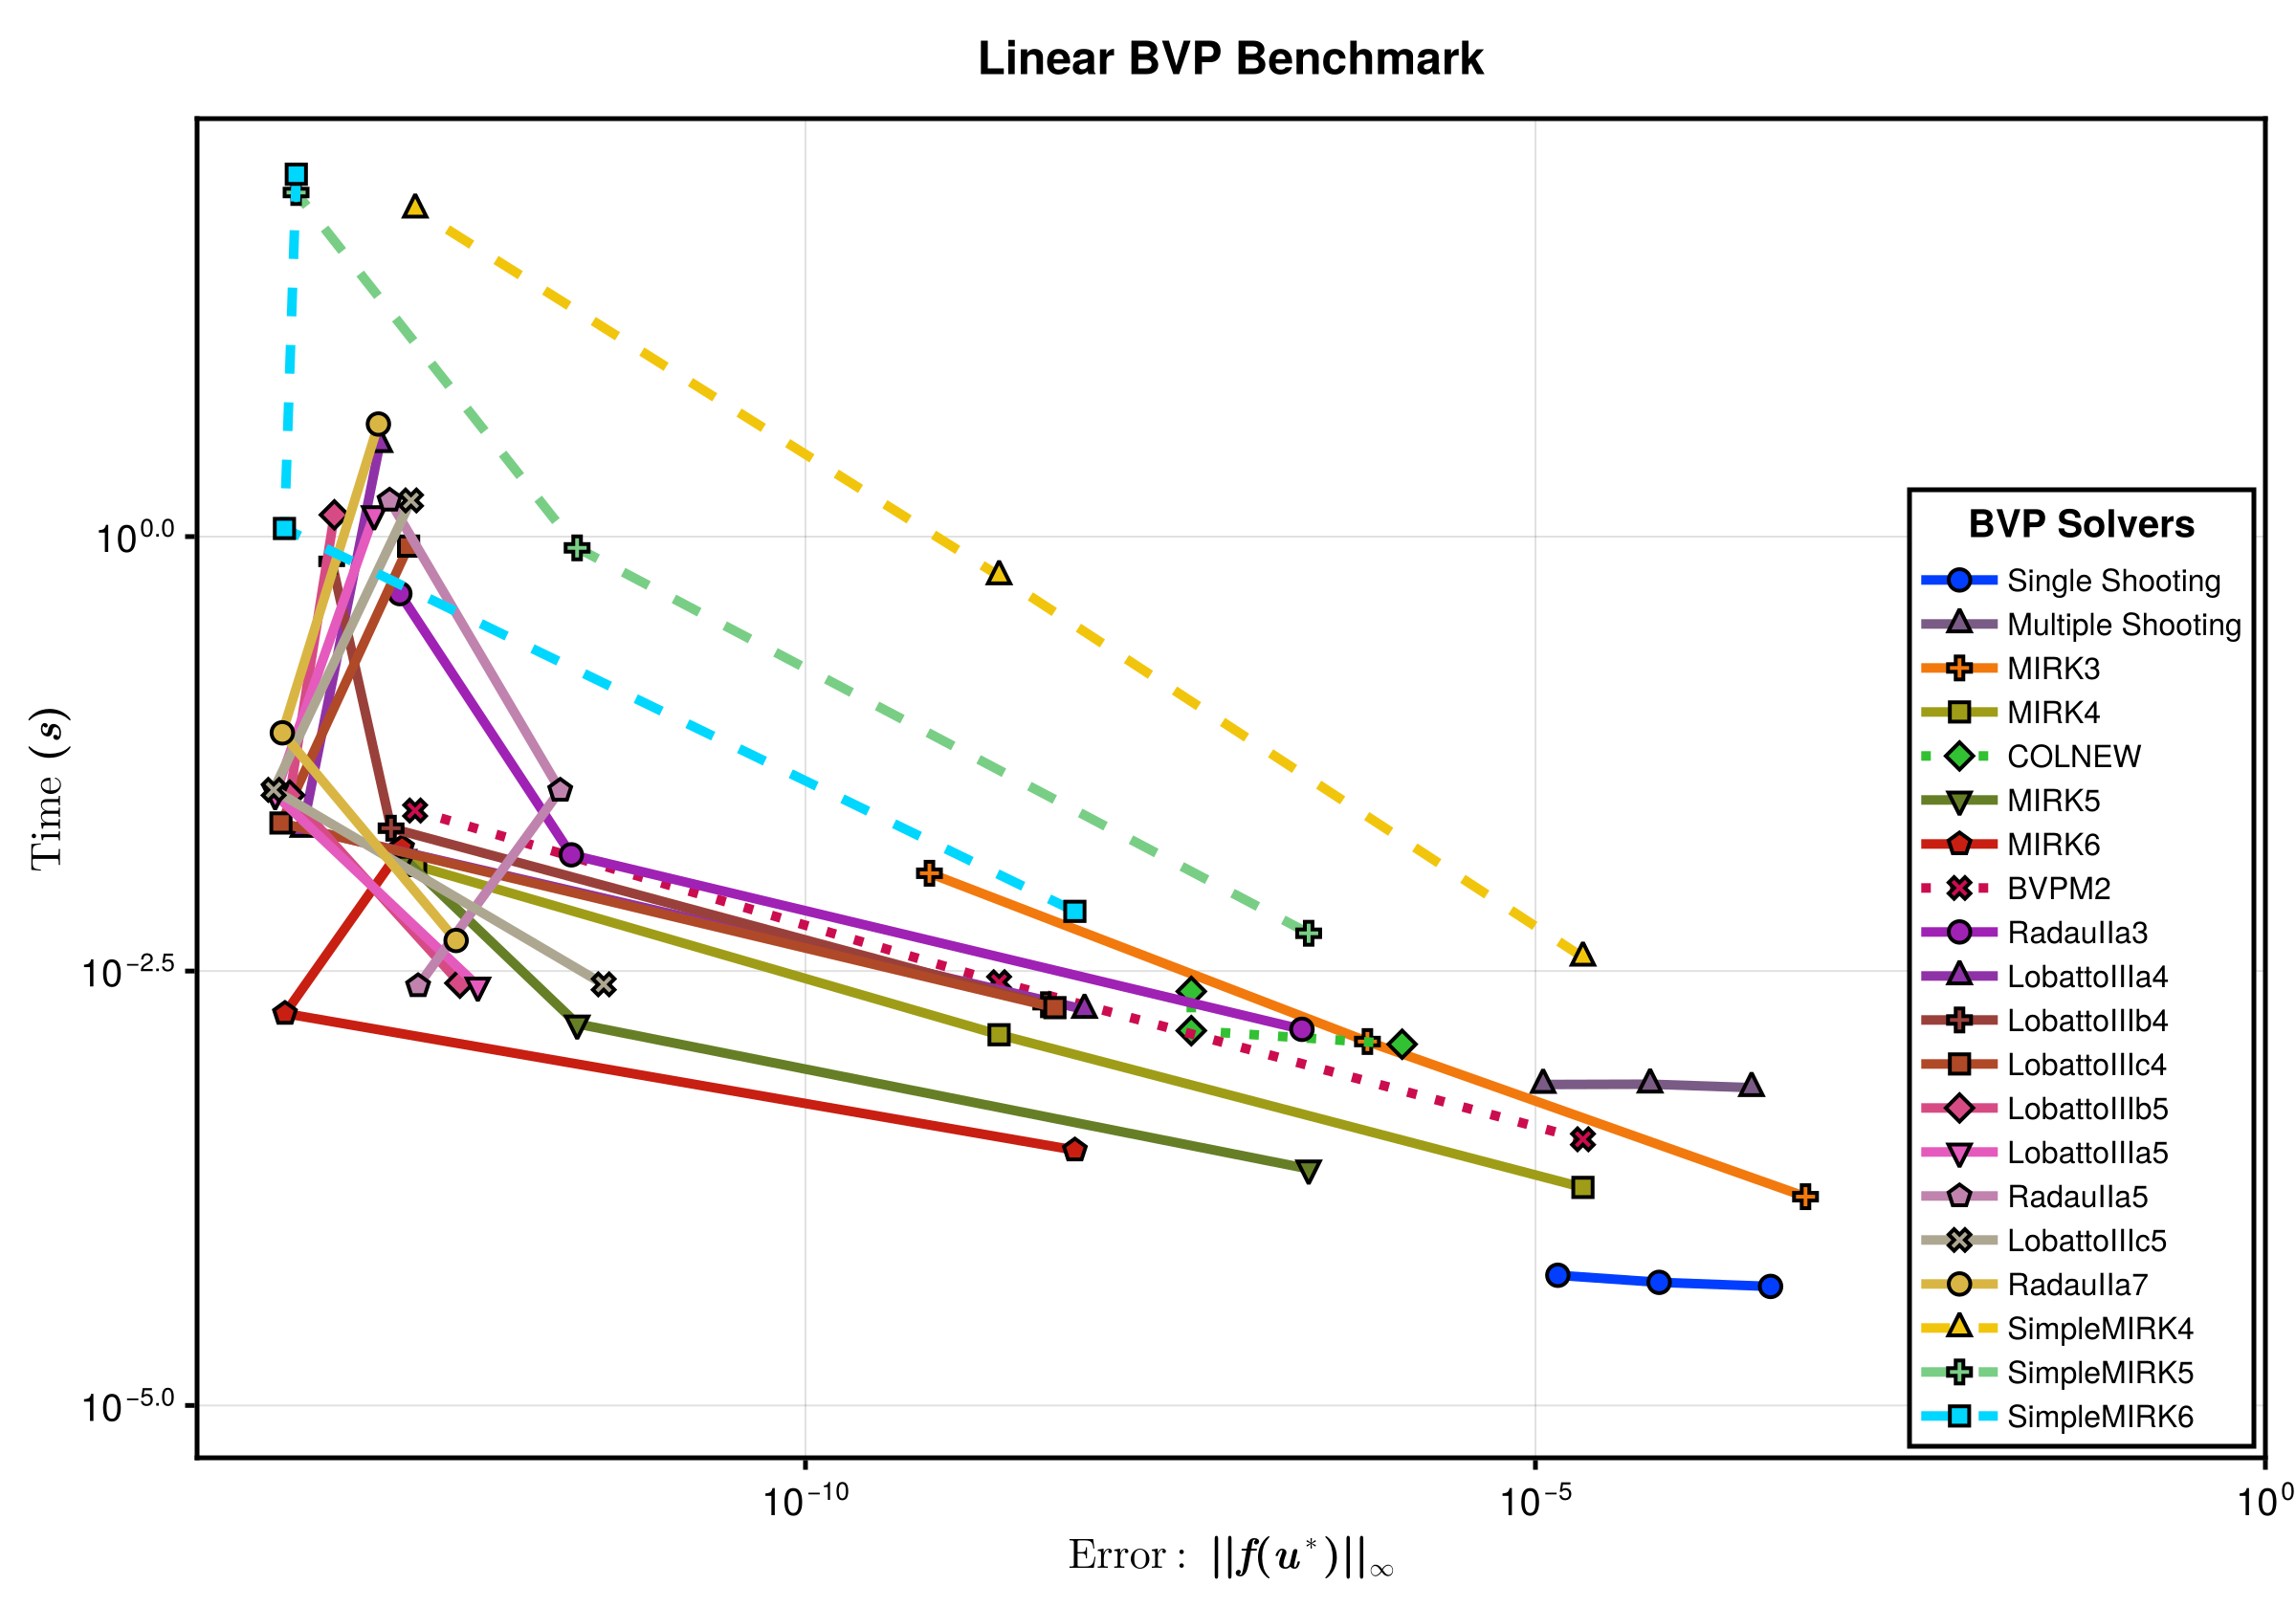 Linear BVP Benchmark
10^0.0
10^−2.5
10^−5.0
Time (s)
BVP Solvers
Single Shooting
Multiple Shooting
MIRK3
MIRK4
COLNEW
MIRK5
MIRK6
BVPM2
RadauIIa3
LobattoIIIa4
LobattoIIIb4
LobattoIIIc4
LobattoIIIb5
LobattoIIIa5
RadauIIa5
LobattoIIIc5
RadauIIa7
SimpleMIRK4
SimpleMIRK5
SimpleMIRK6
10^−10 10^−5 10^0
Error: ||f(u*)||∞